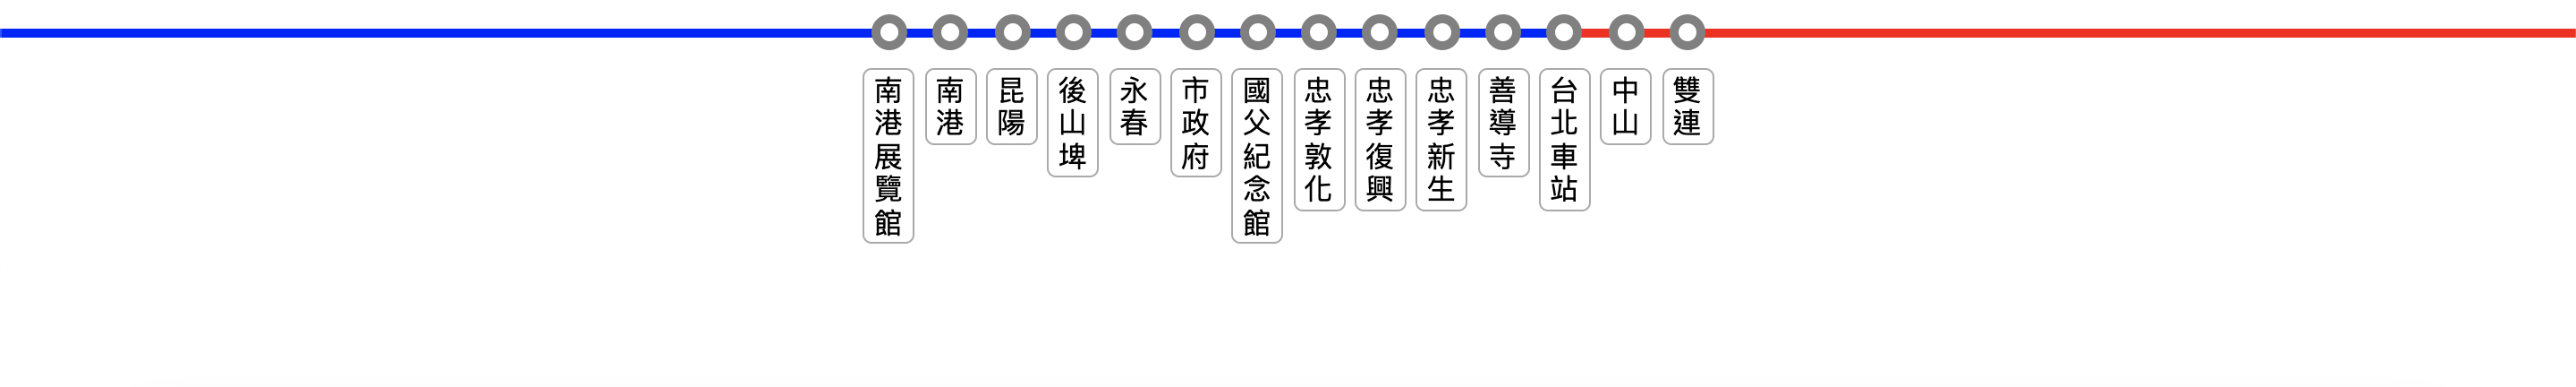 南港展覽館
南港
昆陽
後山埤
永春
市政府
國父紀念館
忠孝敦化
忠孝復興
忠孝新生
善導寺
台北車站
中山
雙連